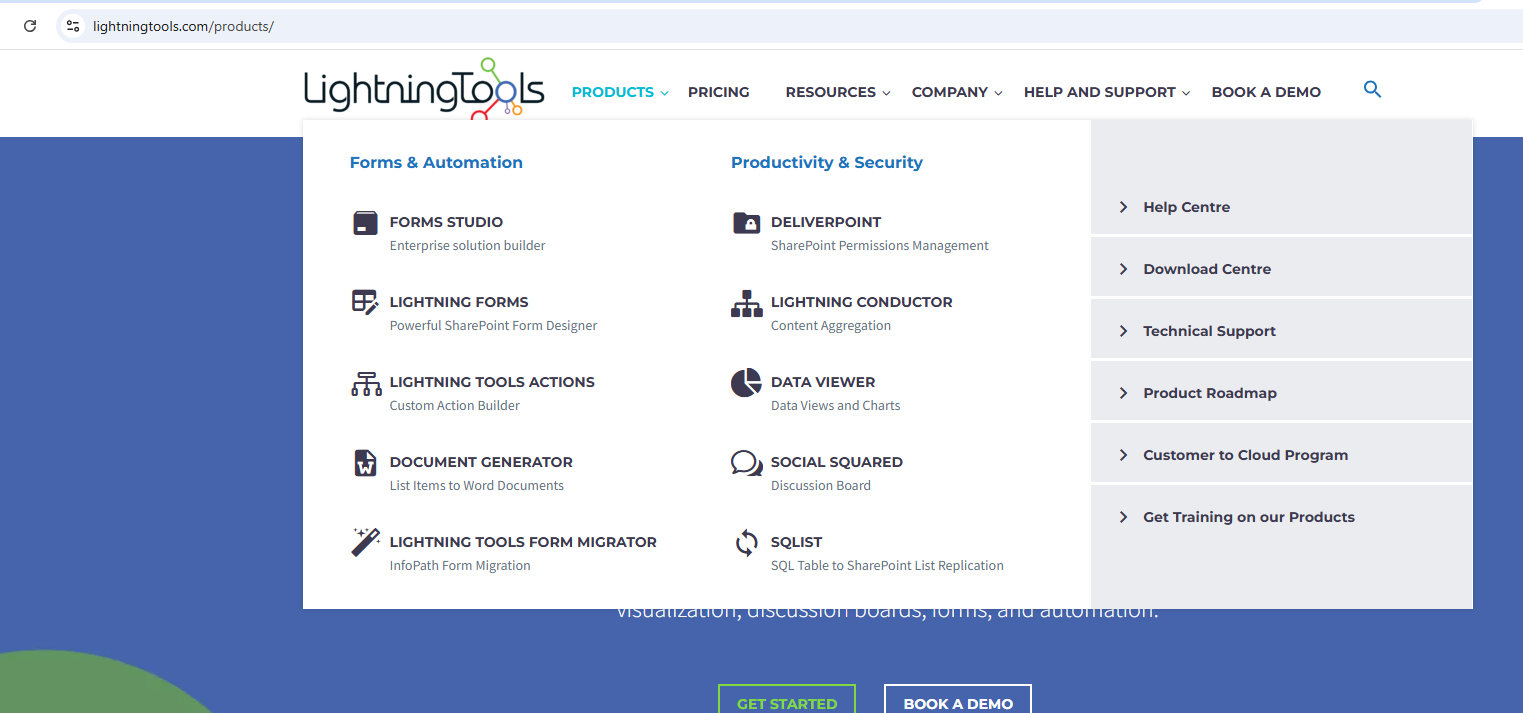 lightningtools.com/products/
LightningTools
PRODUCTS
PRICING
RESOURCES
COMPANY
HELP AND SUPPORT
BOOK A DEMO
Forms & Automation
FORMS STUDIO
Enterprise solution builder
LIGHTNING FORMS
Powerful SharePoint Form Designer
LIGHTNING TOOLS ACTIONS
Custom Action Builder
DOCUMENT GENERATOR
List Items to Word Documents
LIGHTNING TOOLS FORM MIGRATOR
InfoPath Form Migration
Productivity & Security
DELIVERPOINT
SharePoint Permissions Management
LIGHTNING CONDUCTOR
Content Aggregation
DATA VIEWER
Data Views and Charts
SOCIAL SQUARED
Discussion Board
SQLIST
SQL Table to SharePoint List Replication
Help Centre
Download Centre
Technical Support
Product Roadmap
Customer to Cloud Program
Get Training on our Products
visualization, discussion boards, forms, and automation.
GET STARTED
BOOK A DEMO